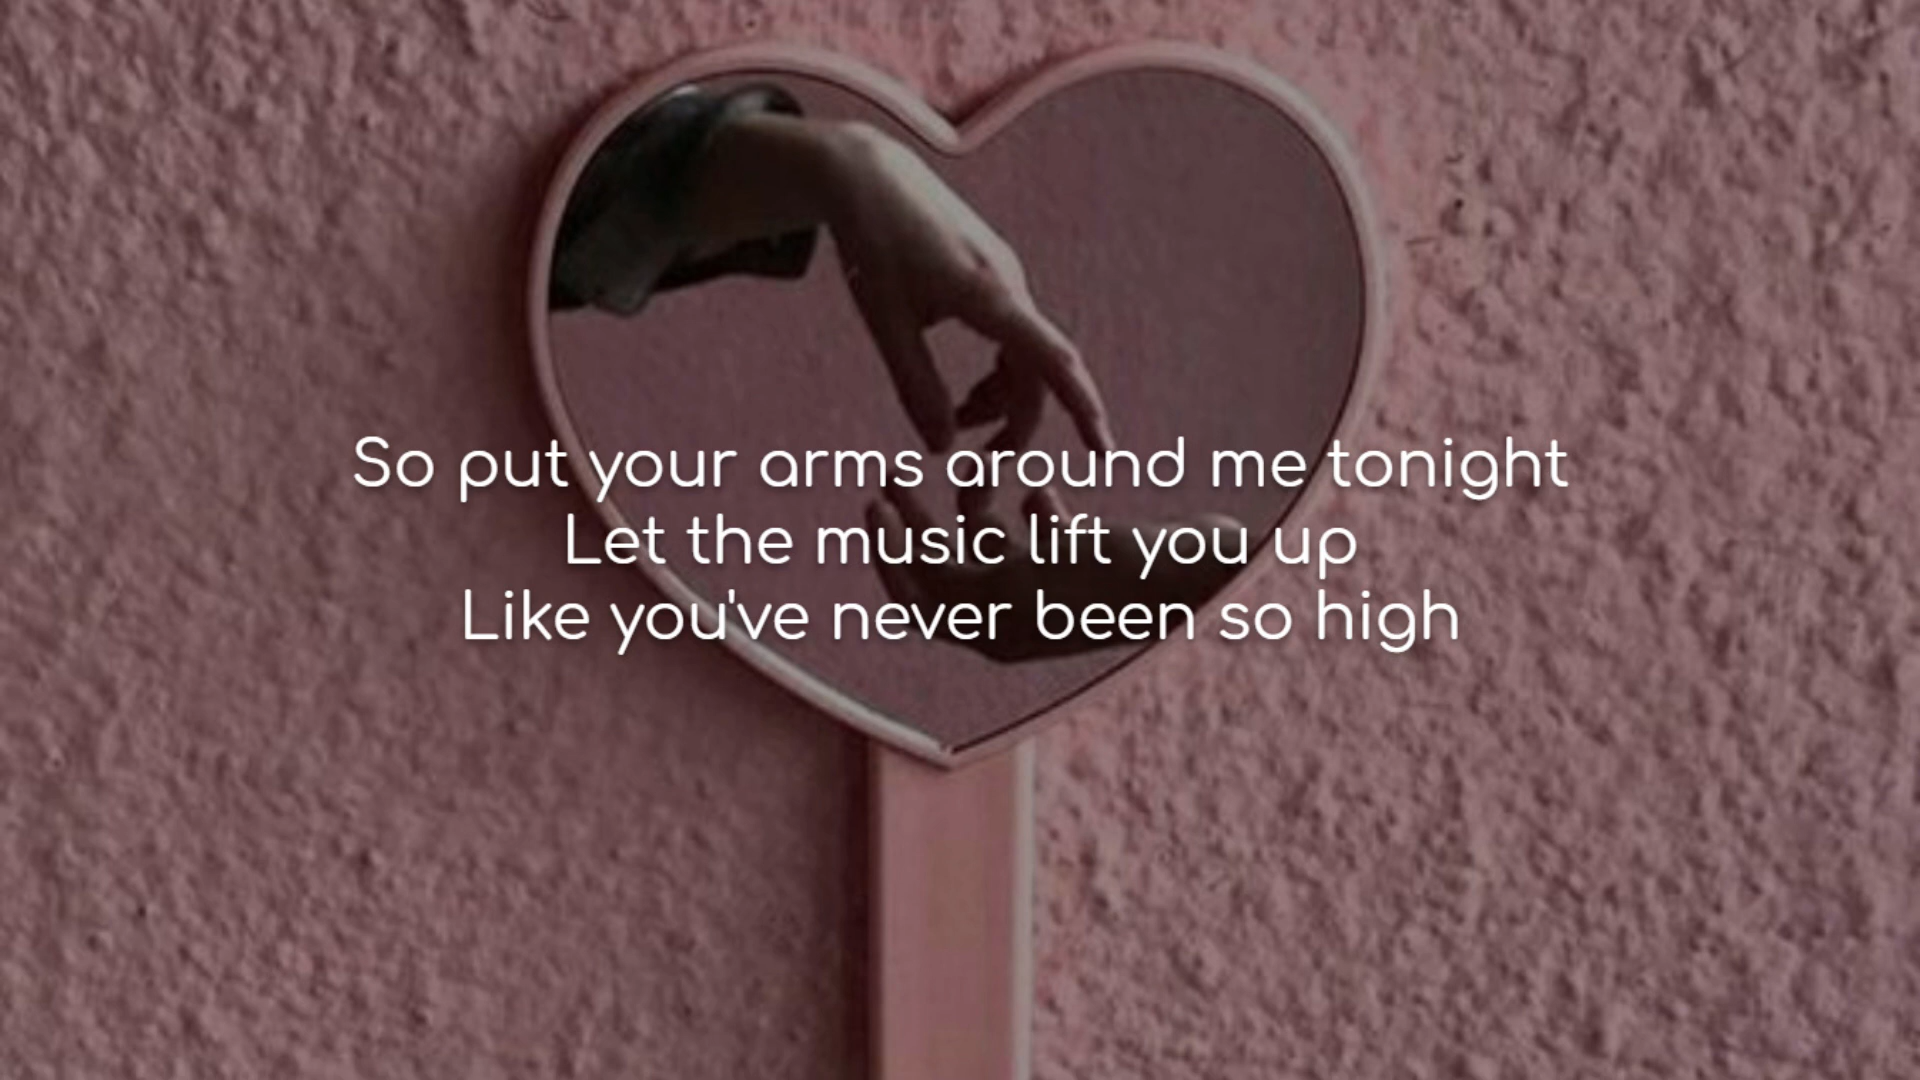 So put your arms around me tonight
Let the music lift you up
Like you've never been so high